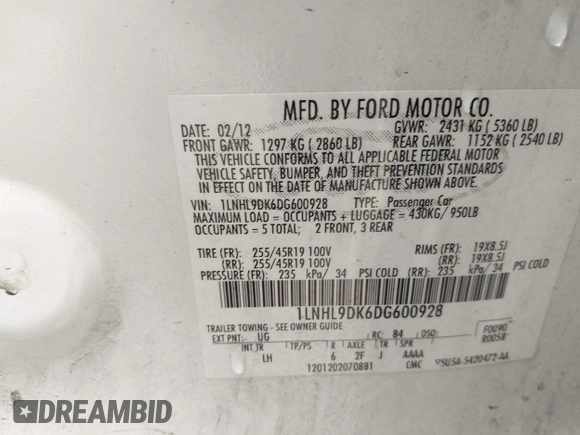 MFD. BY FORD MOTOR CO.
DATE: 02/12 GVWR: 2431 KG ( 5360 LB)
FRONT GAWR: 1297 KG ( 2860 LB) REAR GAWR: 1152 KG ( 2540 LB)
THIS VEHICLE CONFORMS TO ALL APPLICABLE FEDERAL MOTOR
VEHICLE SAFETY, BUMPER, AND THEFT PREVENTION STANDARDS
IN EFFECT ON THE DATE OF MANUFACTURE SHOWN ABOVE.
VIN: 1LNHL9DK6DG600928 TYPE: Passenger Car
MAXIMUM LOAD = OCCUPANTS + LUGGAGE = 430KG/ 950LB
OCCUPANTS = 5 TOTAL; 2 FRONT, 3 REAR
TIRE (FR): 255/45R19 100V RIMS (FR): 19X8.5J
(RR): 255/45R19 100V (RR): 19X8.5J
PRESSURE (FR): 235 kPa/ 34 PSI COLD (RR) 235 kPa/ 34 PSI COLD
1LNHL9DK6DG600928
TRAILER TOWING - SEE OWNER GUIDE
EXT PNT: UG RC: 84 DSO: F0090
R0058
INT TR TP/PS R AXLE TR SPR
LH 6 2F J AAAA
1201202070881 CMC 5U5A-5420472-AA
DREAMBID